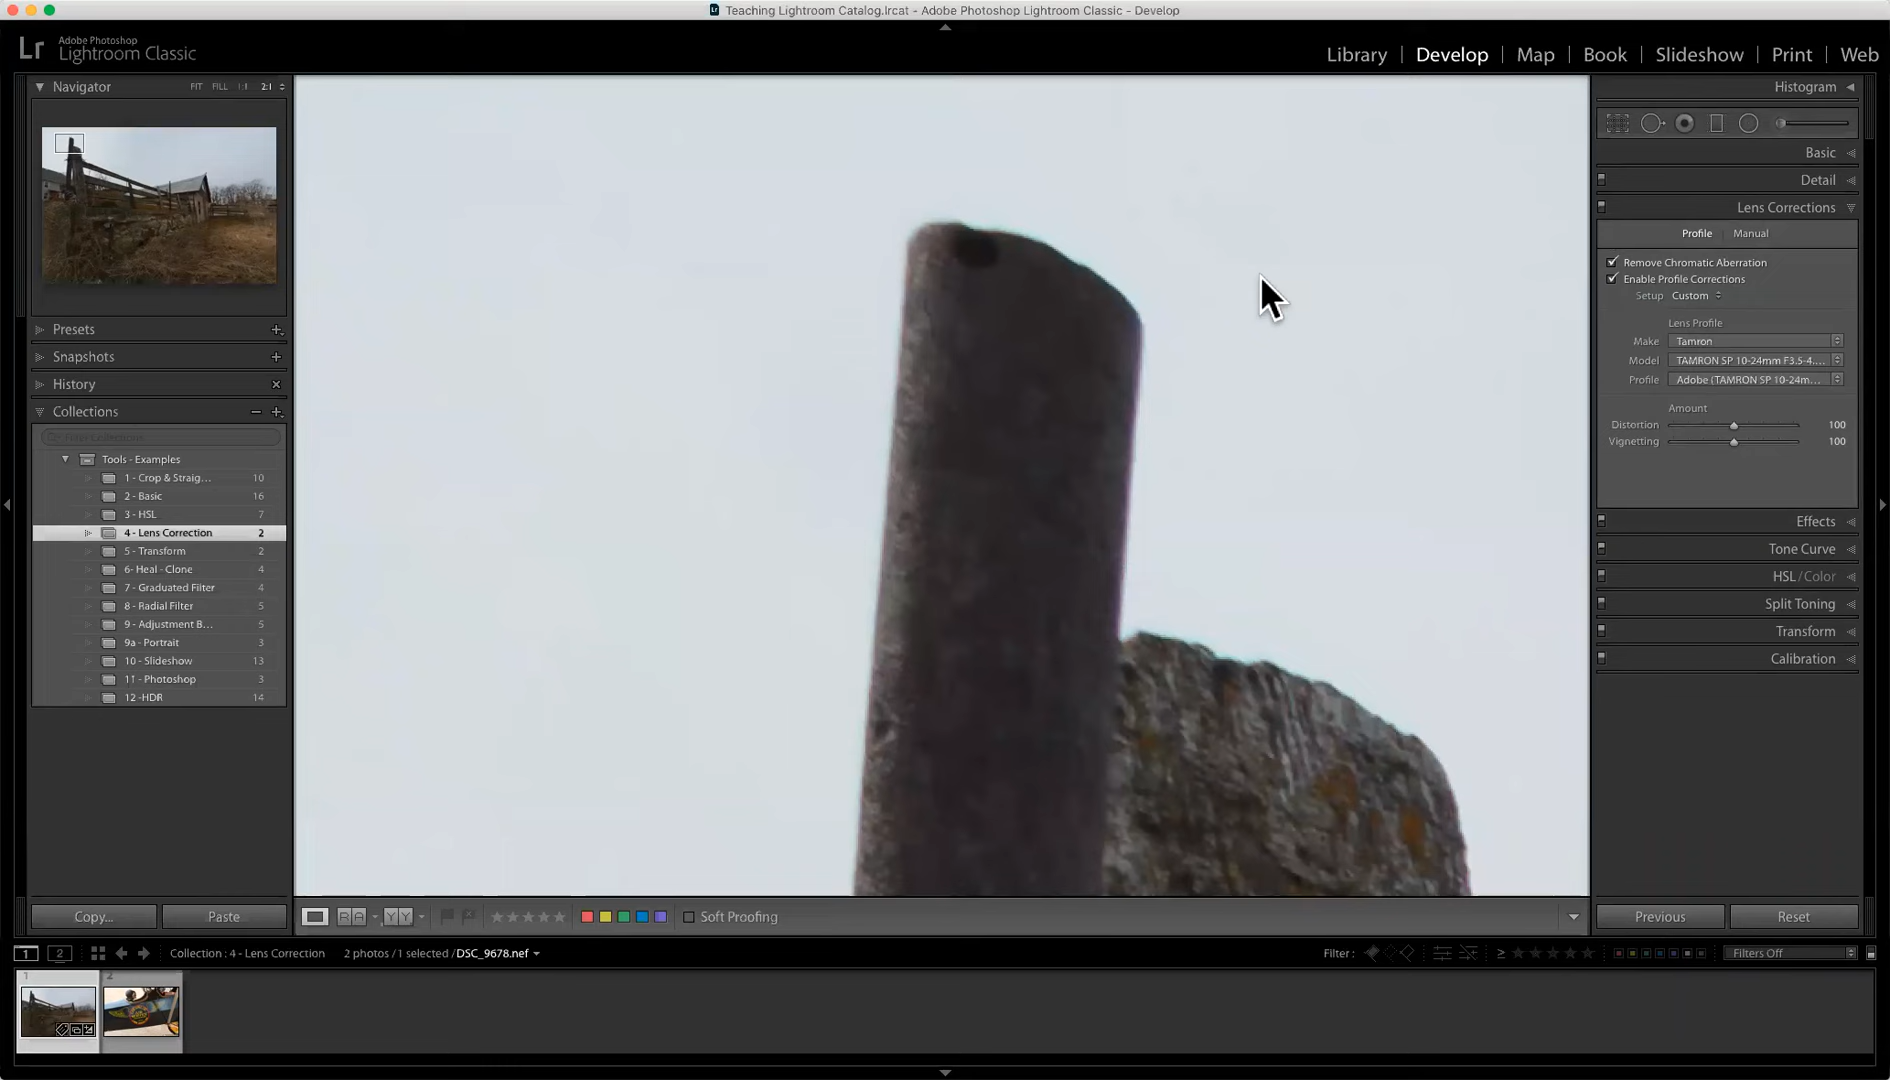 Teaching Lightroom Catalog.lrcat - Adobe Photoshop Lightroom Classic - Develop
Lr
Adobe Photoshop
Lightroom Classic
Library | Develop | Map | Book | Slideshow | Print | Web
Navigator FIT FILL 1:1 2:1
Presets
Snapshots
History
Collections
Filter Collections
Tools - Examples
1 - Crop & Straig... 10
2 - Basic 16
3 - HSL 7
4 - Lens Correction 2
5 - Transform 2
6- Heal - Clone 4
7 - Graduated Filter 4
8 - Radial Filter 5
9 - Adjustment B... 5
9a - Portrait 3
10 - Slideshow 13
11 - Photoshop 3
12 -HDR 14
Copy... Paste
Histogram
Basic
Detail
Lens Corrections
Profile Manual
Remove Chromatic Aberration
Enable Profile Corrections
Setup Custom
Lens Profile
Make Tamron
Model TAMRON SP 10-24mm F3.5-4....
Profile Adobe (TAMRON SP 10-24m...
Amount
Distortion 100
Vignetting 100
Effects
Tone Curve
HSL / Color
Split Toning
Transform
Calibration
Previous Reset
R A Y Y Soft Proofing
1 2 Collection : 4 - Lens Correction 2 photos / 1 selected / DSC_9678.nef Filter : ≥ Filters Off
1 2